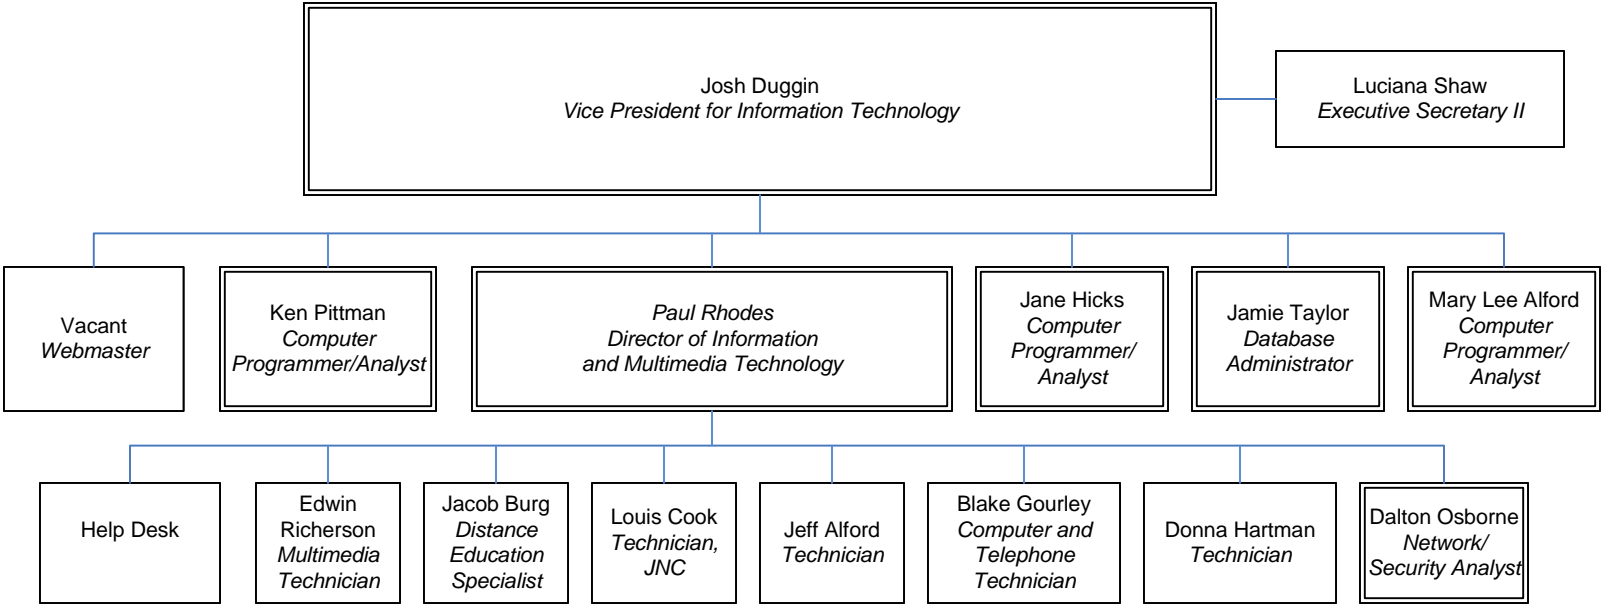 Josh Duggin
Vice President for Information Technology
Luciana Shaw
Executive Secretary II
Vacant
Webmaster
Ken Pittman
Computer
Programmer/Analyst
Paul Rhodes
Director of Information
and Multimedia Technology
Jane Hicks
Computer
Programmer/
Analyst
Jamie Taylor
Database
Administrator
Mary Lee Alford
Computer
Programmer/
Analyst
Help Desk
Edwin
Richerson
Multimedia
Technician
Jacob Burg
Distance
Education
Specialist
Louis Cook
Technician,
JNC
Jeff Alford
Technician
Blake Gourley
Computer and
Telephone
Technician
Donna Hartman
Technician
Dalton Osborne
Network/
Security Analyst